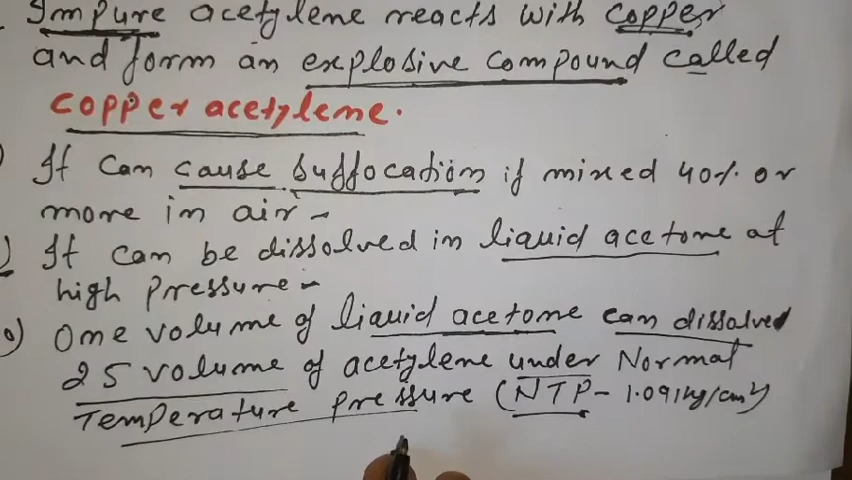 Impure acetylene reacts with copper
and form an explosive compound called
copper acetylene.
It can cause suffocation if mixed 40% or
more in air-
It can be dissolved in liquid acetone at
high pressure-
One volume of liquid acetone can dissolved
25 volume of acetylene under Normal
Temperature pressure (NTP- 1.091kg/cm²)